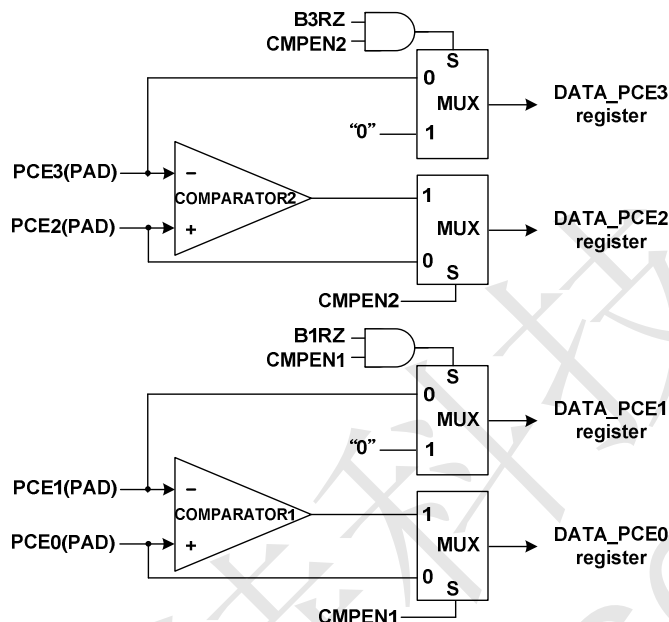 B3RZ
CMPEN2
S
0
MUX
“0”
1
DATA_PCE3
register
PCE3(PAD)
PCE2(PAD)
−
COMPARATOR2
+
1
MUX
0
S
DATA_PCE2
register
CMPEN2
B1RZ
CMPEN1
S
0
MUX
“0”
1
DATA_PCE1
register
PCE1(PAD)
PCE0(PAD)
−
COMPARATOR1
+
1
MUX
0
S
DATA_PCE0
register
CMPEN1